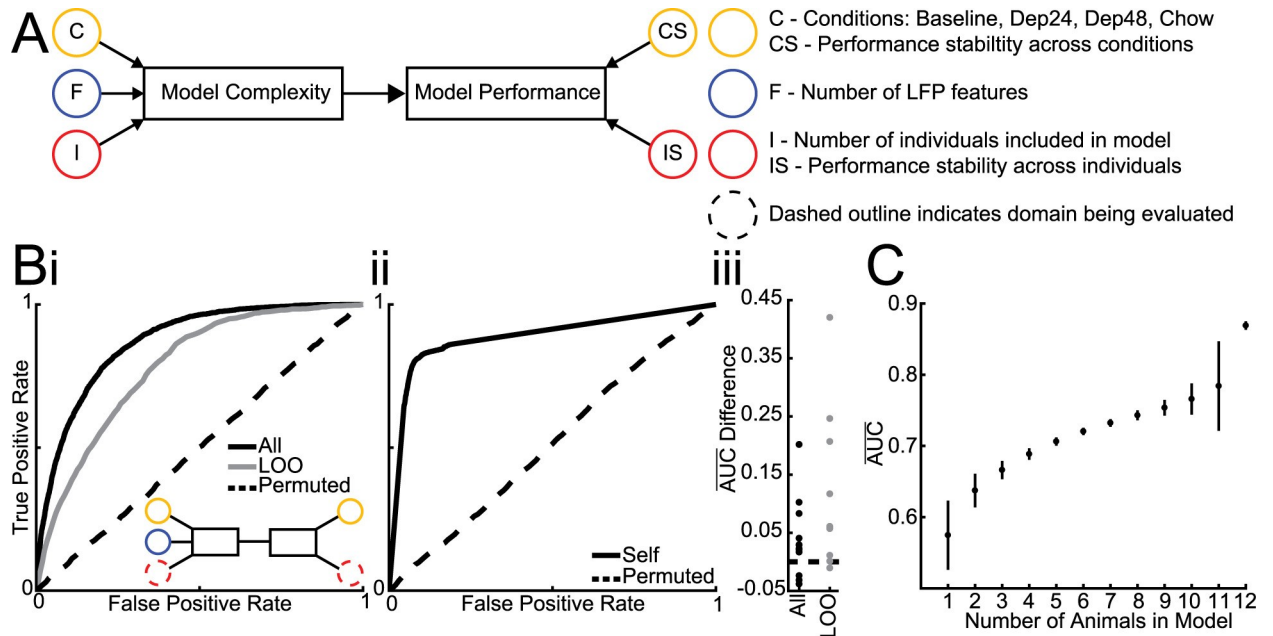 A
C
CS
C - Conditions: Baseline, Dep24, Dep48, Chow
CS - Performance stabiltity across conditions
F
Model Complexity
Model Performance
F - Number of LFP features
I
IS
I - Number of individuals included in model
IS - Performance stability across individuals
Dashed outline indicates domain being evaluated
Bi
1
True Positive Rate
0
All
LOO
Permuted
0
False Positive Rate
1
ii
1
0
Self
Permuted
0
False Positive Rate
1
iii
0.45
0.35
0.25
0.15
0.05
-0.05
AUC Difference
All
LOO
C
0.9
0.8
0.7
0.6
AUC
1 2 3 4 5 6 7 8 9 10 11 12
Number of Animals in Model